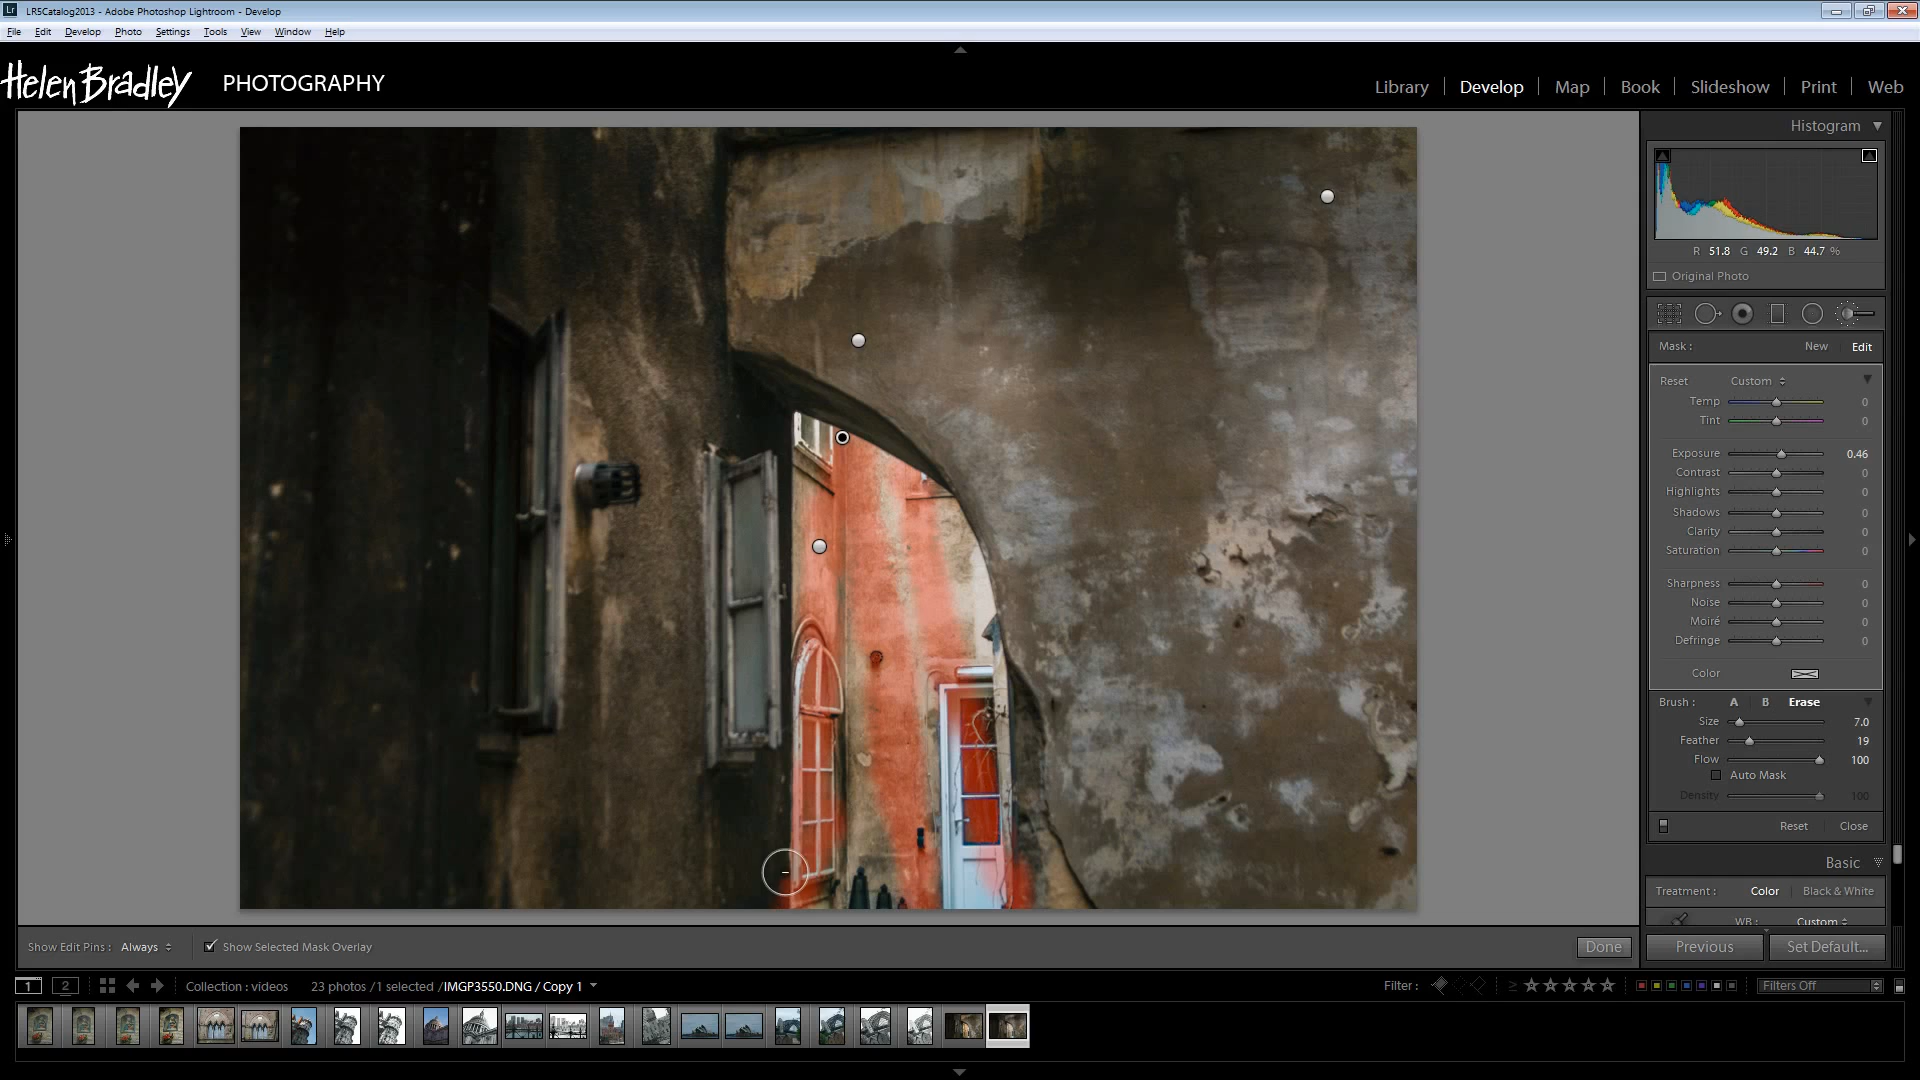 Lr LR5Catalog2013 - Adobe Photoshop Lightroom - Develop
File Edit Develop Photo Settings Tools View Window Help
Helen Bradley PHOTOGRAPHY
Library Develop Map Book Slideshow Print Web
Histogram
R 51.8 G 49.2 B 44.7 %
Original Photo
Mask : New Edit
Reset Custom
Temp 0
Tint 0
Exposure 0.46
Contrast 0
Highlights 0
Shadows 0
Clarity 0
Saturation 0
Sharpness 0
Noise 0
Moiré 0
Defringe 0
Color
Brush : A B Erase
Size 7.0
Feather 19
Flow 100
Auto Mask
Density 100
Reset Close
Basic
Treatment : Color Black & White
WB : Custom
Show Edit Pins : Always Show Selected Mask Overlay Done
Previous Set Default...
1 2 Collection : videos 23 photos / 1 selected / IMGP3550.DNG / Copy 1 Filter : Filters Off